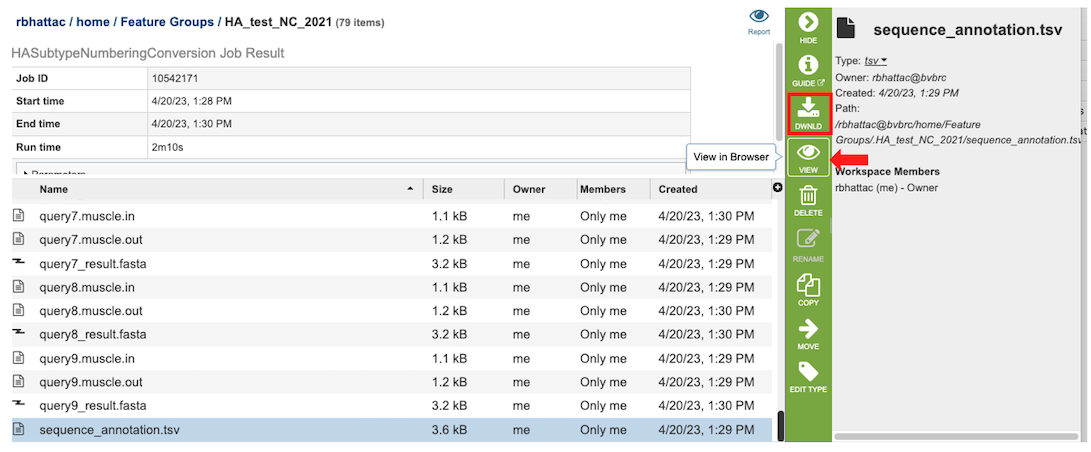 rbhattac / home / Feature Groups / HA_test_NC_2021 (79 items)
Report
HASubtypeNumberingConversion Job Result
Job ID 10542171
Start time 4/20/23, 1:28 PM
End time 4/20/23, 1:30 PM
Run time 2m10s
Parameters
Name Size Owner Members Created
query7.muscle.in 1.1 kB me Only me 4/20/23, 1:30 PM
query7.muscle.out 1.2 kB me Only me 4/20/23, 1:29 PM
query7_result.fasta 3.2 kB me Only me 4/20/23, 1:29 PM
query8.muscle.in 1.1 kB me Only me 4/20/23, 1:29 PM
query8.muscle.out 1.2 kB me Only me 4/20/23, 1:29 PM
query8_result.fasta 3.2 kB me Only me 4/20/23, 1:29 PM
query9.muscle.in 1.1 kB me Only me 4/20/23, 1:29 PM
query9.muscle.out 1.2 kB me Only me 4/20/23, 1:29 PM
query9_result.fasta 3.2 kB me Only me 4/20/23, 1:29 PM
sequence_annotation.tsv 3.6 kB me Only me 4/20/23, 1:29 PM
View in Browser
HIDE
GUIDE
DWNLD
VIEW
DELETE
RENAME
COPY
MOVE
EDIT TYPE
sequence_annotation.tsv
Type: tsv
Owner: rbhattac@bvbrc
Created: 4/20/23, 1:29 PM
Path:
/rbhattac@bvbrc/home/Feature
Groups/.HA_test_NC_2021/sequence_annotation.tsv
Workspace Members
rbhattac (me) - Owner